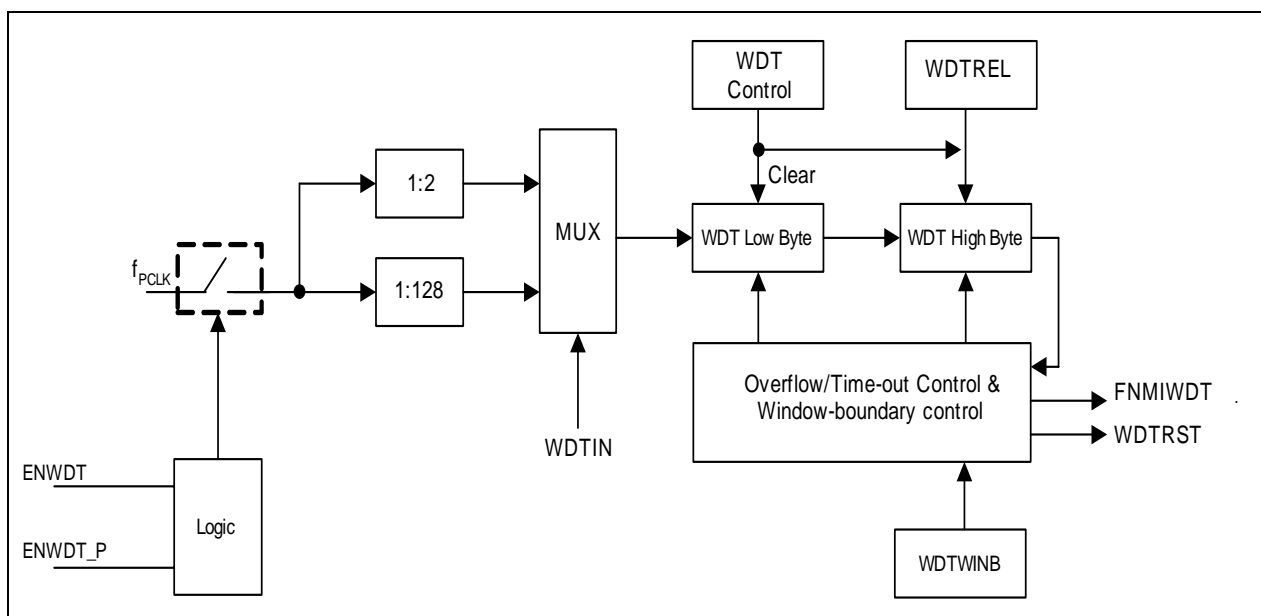 WDT
Control
WDTREL
1:2
Clear
MUX
WDT Low Byte
WDT High Byte
fPCLK
1:128
Overflow/Time-out Control &
Window-boundary control
FNMIWDT .
WDTIN
WDTRST
ENWDT
Logic
ENWDT_P
WDTWINB